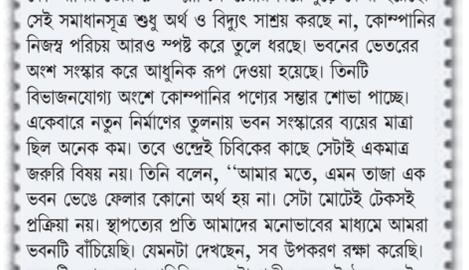 সেই সমাধানসূত্র শুধু অর্থ ও বিদ্যুৎ সাশ্রয় করছে না, কোম্পানির
নিজস্ব পরিচয় আরও স্পষ্ট করে তুলে ধরছে। ভবনের ভেতরের
অংশ সংস্কার করে আধুনিক রূপ দেওয়া হয়েছে। তিনটি
বিভাজনযোগ্য অংশে কোম্পানির পণ্যের সম্ভার শোভা পাচ্ছে।
একেবারে নতুন নির্মাণের তুলনায় ভবন সংস্কারের ব্যয়ের মাত্রা
ছিল অনেক কম। তবে ওন্দ্রেই চিবিকের কাছে সেটাই একমাত্র
জরুরি বিষয় নয়। তিনি বলেন, ‘‘আমার মতে, এমন তাজা এক
ভবন ভেঙে ফেলার কোনো অর্থ হয় না। সেটা মোটেই টেকসই
প্রক্রিয়া নয়। স্থাপত্যের প্রতি আমাদের মনোভাবের মাধ্যমে আমরা
ভবনটি বাঁচিয়েছি। যেমনটা দেখছেন, সব উপকরণ রক্ষা করেছি।